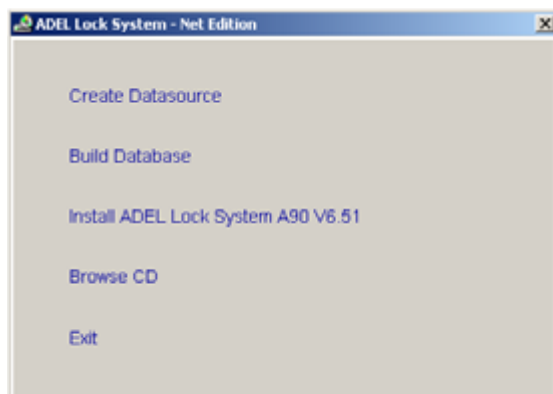 ADEL Lock System - Net Edition
Create Datasource
Build Database
Install ADEL Lock System A90 V6.51
Browse CD
Exit